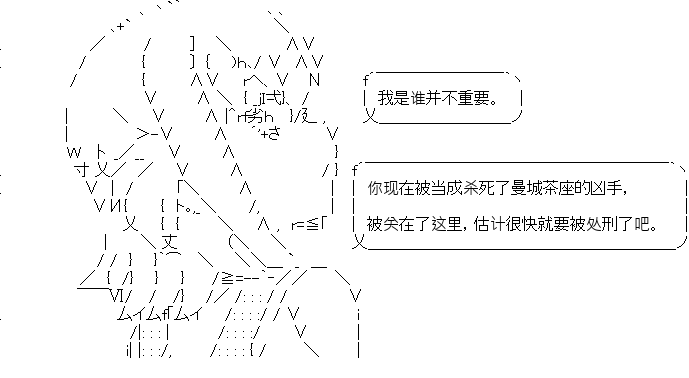 我是谁并不重要。
你现在被当成杀死了曼城茶座的凶手，
被关在了这里，估计很快就要被处刑了吧。